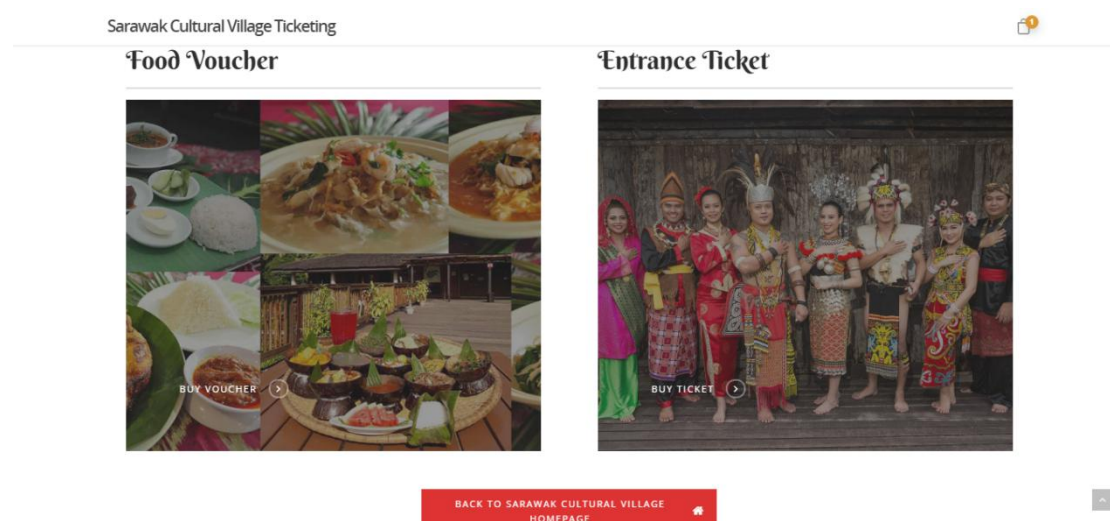 Sarawak Cultural Village Ticketing
1
Food Voucher
Entrance Ticket
BUY VOUCHER
BUY TICKET
BACK TO SARAWAK CULTURAL VILLAGE
HOMEPAGE